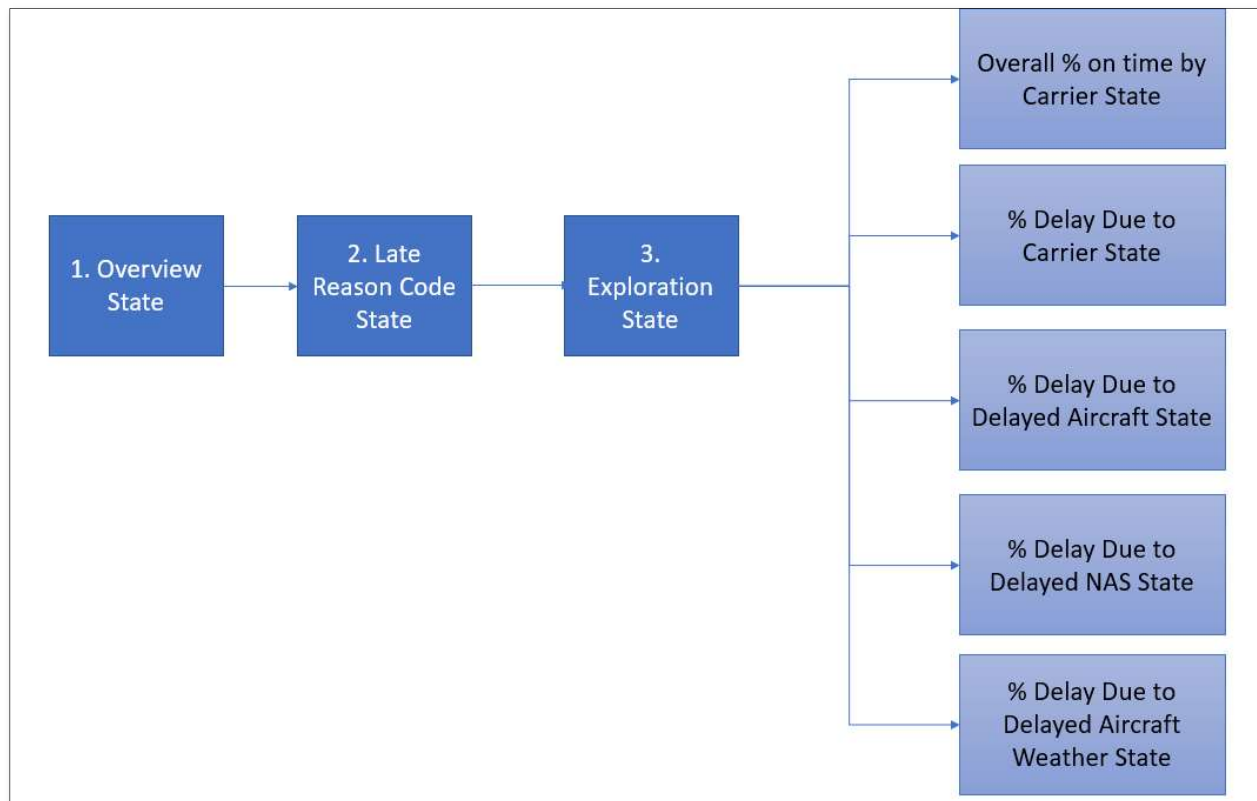 Overall % on time by
Carrier State
% Delay Due to
Carrier State
1. Overview
State
2. Late
Reason Code
State
3.
Exploration
State
% Delay Due to
Delayed Aircraft State
% Delay Due to
Delayed NAS State
% Delay Due to
Delayed Aircraft
Weather State